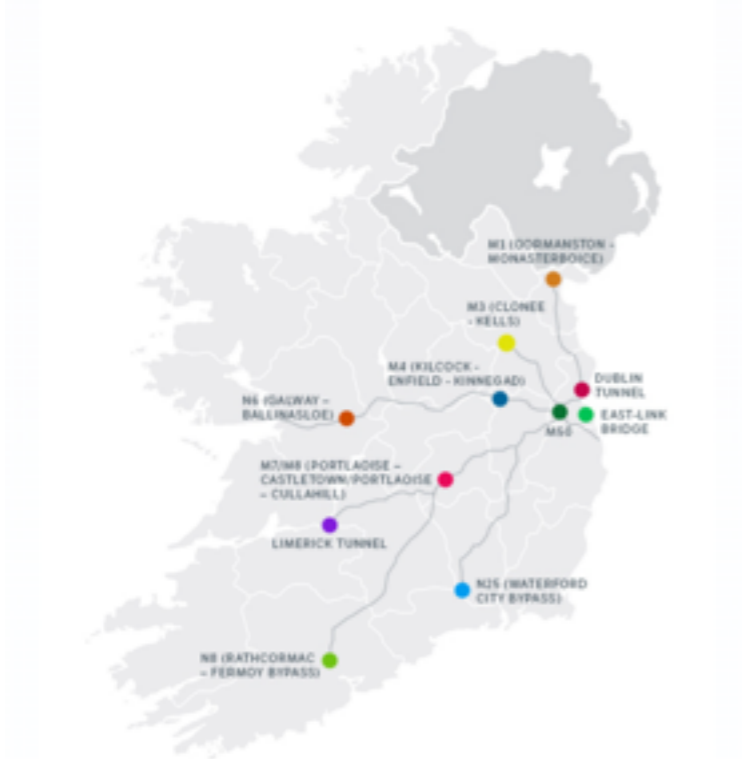 M1 (GORMANSTON -
MONASTERBOICE)
M3 (CLONEE
- KELLS)
M4 (KILCOCK -
ENFIELD - KINNEGAD)
DUBLIN
TUNNEL
N6 (GALWAY –
BALLINASLOE)
EAST-LINK
BRIDGE
M50
M7/M8 (PORTLAOISE –
CASTLETOWN/PORTLAOISE
– CULLAHILL)
LIMERICK TUNNEL
N25 (WATERFORD
CITY BYPASS)
N8 (RATHCORMAC
– FERMOY BYPASS)